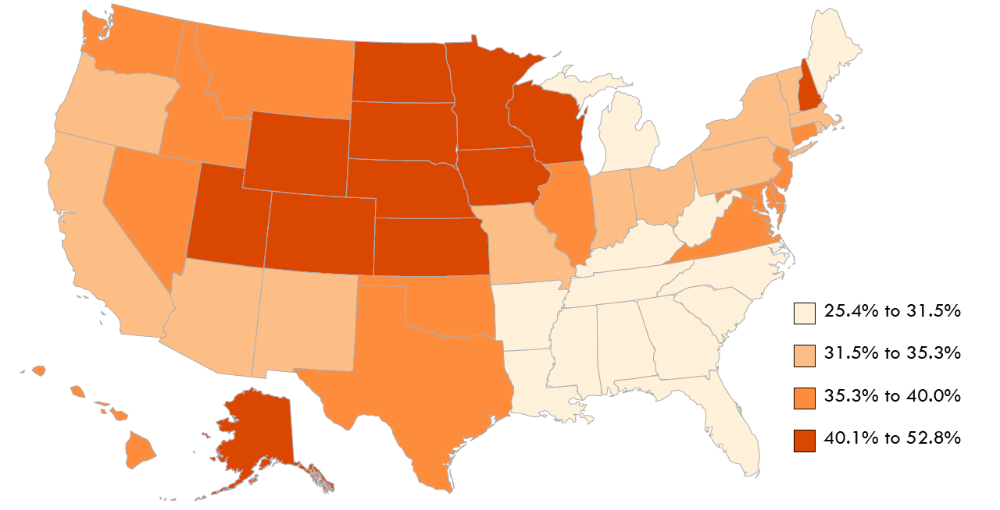 25.4% to 31.5%
31.5% to 35.3%
35.3% to 40.0%
40.1% to 52.8%